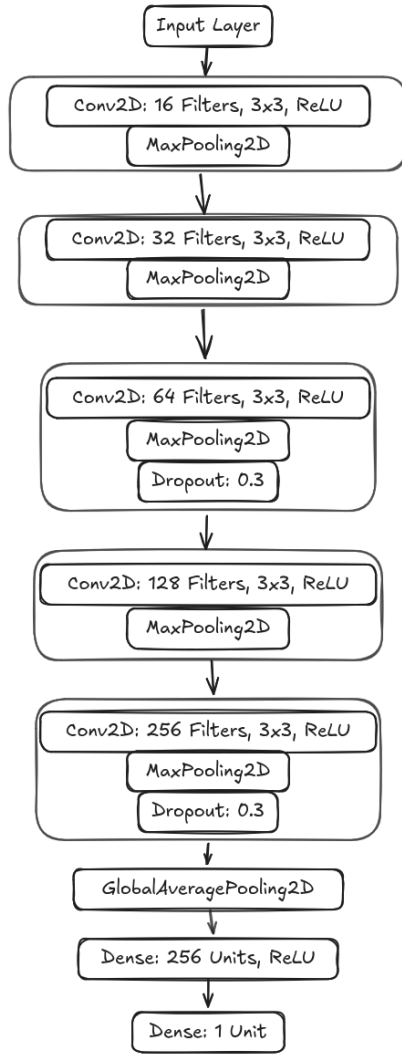 Input Layer
Conv2D: 16 Filters, 3x3, ReLU
MaxPooling2D
Conv2D: 32 Filters, 3x3, ReLU
MaxPooling2D
Conv2D: 64 Filters, 3x3, ReLU
MaxPooling2D
Dropout: 0.3
Conv2D: 128 Filters, 3x3, ReLU
MaxPooling2D
Conv2D: 256 Filters, 3x3, ReLU
MaxPooling2D
Dropout: 0.3
GlobalAveragePooling2D
Dense: 256 Units, ReLU
Dense: 1 Unit